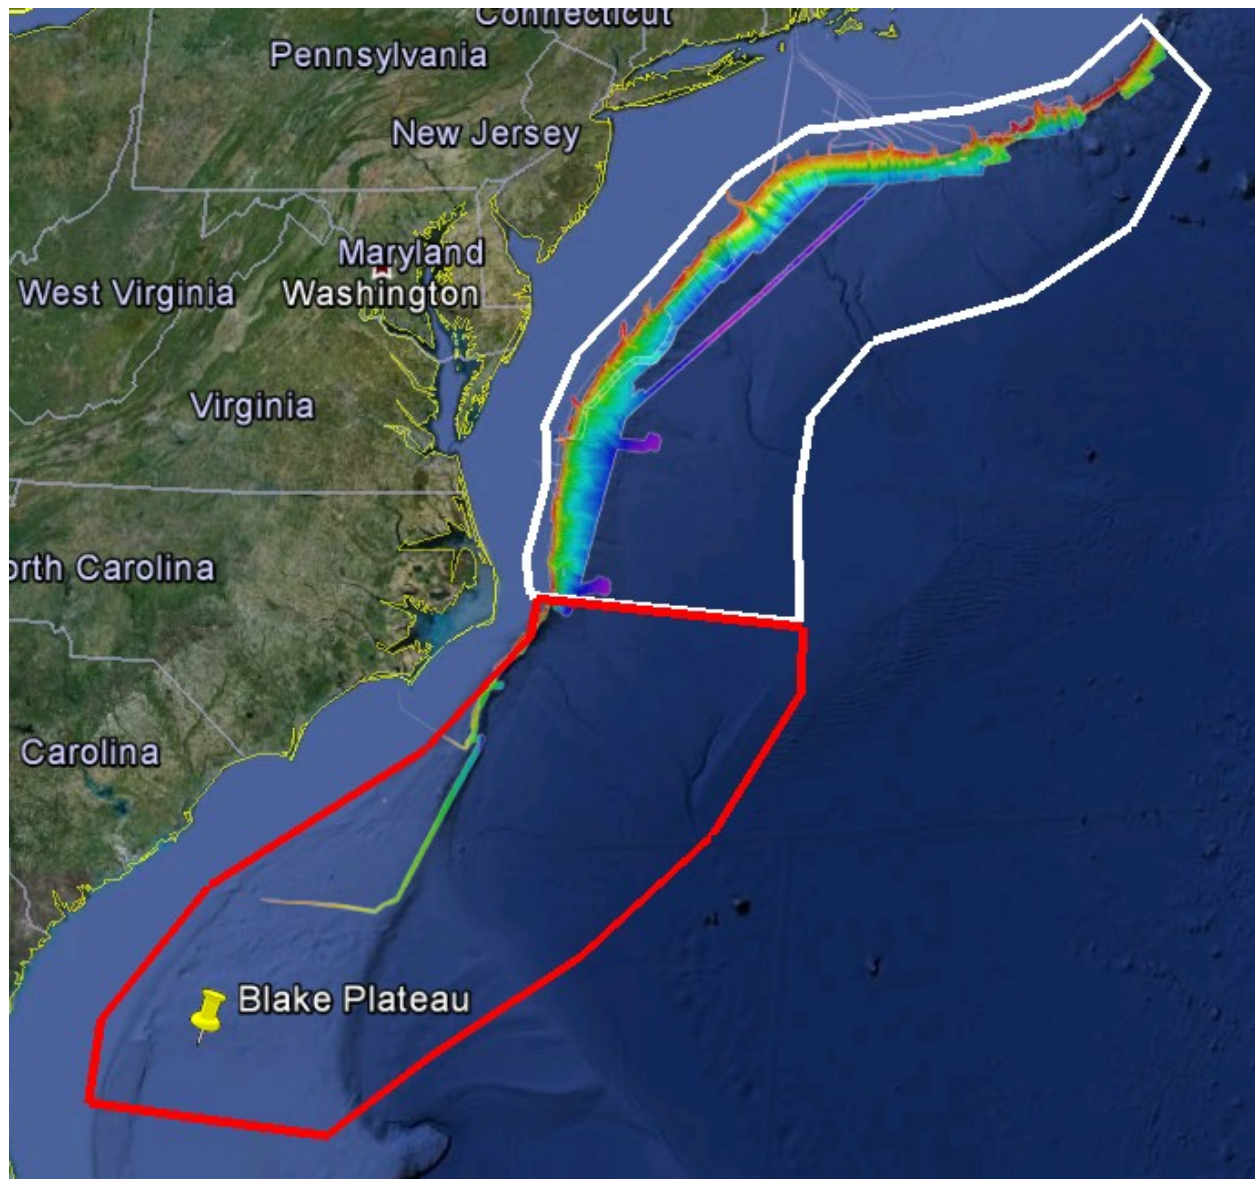 Connecticut
Pennsylvania
New Jersey
Maryland
West Virginia
Washington
Virginia
orth Carolina
Carolina
Blake Plateau